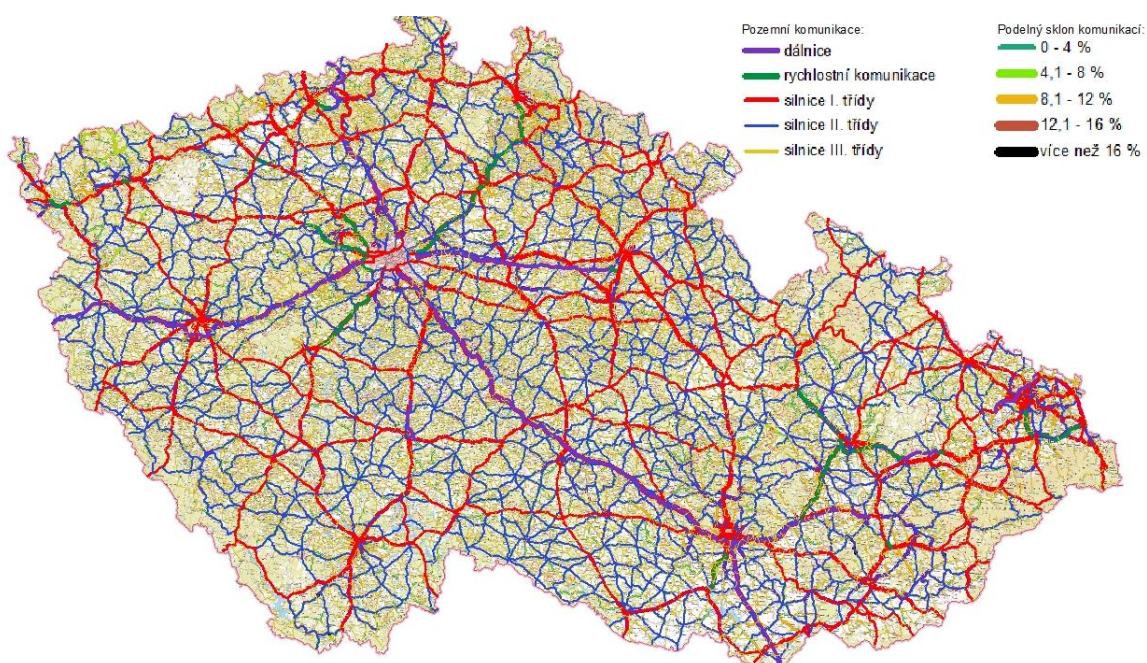 Pozemní komunikace:
dálnice
rychlostní komunikace
silnice I. třídy
silnice II. třídy
silnice III. třídy
Podelný sklon komunikací:
0 - 4 %
4,1 - 8 %
8,1 - 12 %
12,1 - 16 %
více než 16 %